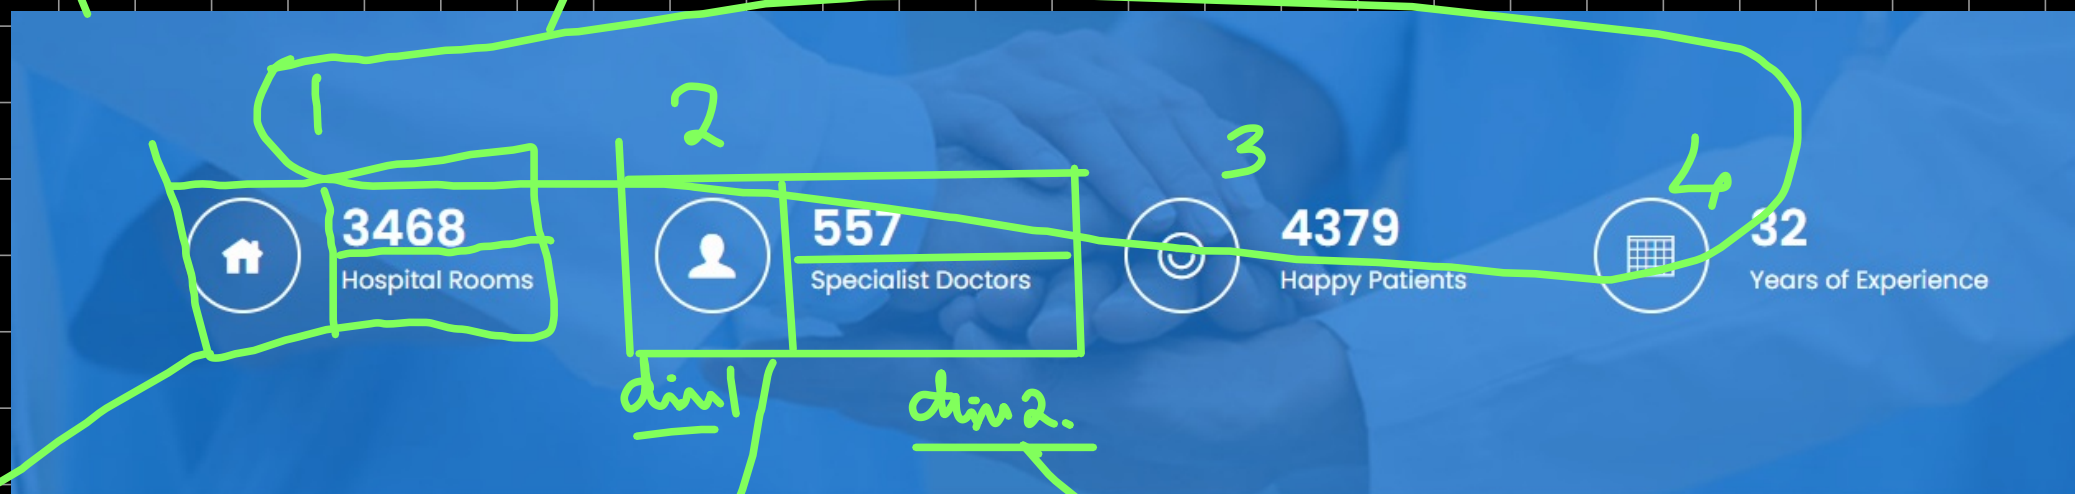 1 2 3 4
3468 557 4379 32
Hospital Rooms Specialist Doctors Happy Patients Years of Experience
div1 div2.